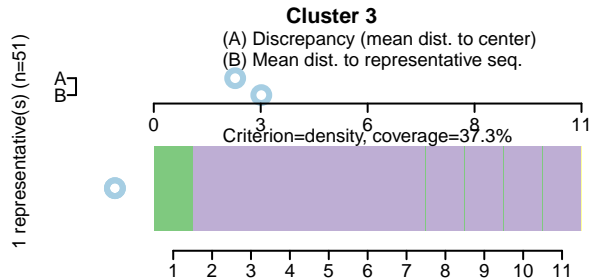 Cluster 3
(A) Discrepancy (mean dist. to center)
(B) Mean dist. to representative seq.
A
B
0 3 6 8 11
Criterion=density, coverage=37.3%
1 representative(s) (n=51)
1 2 3 4 5 6 7 8 9 10 11